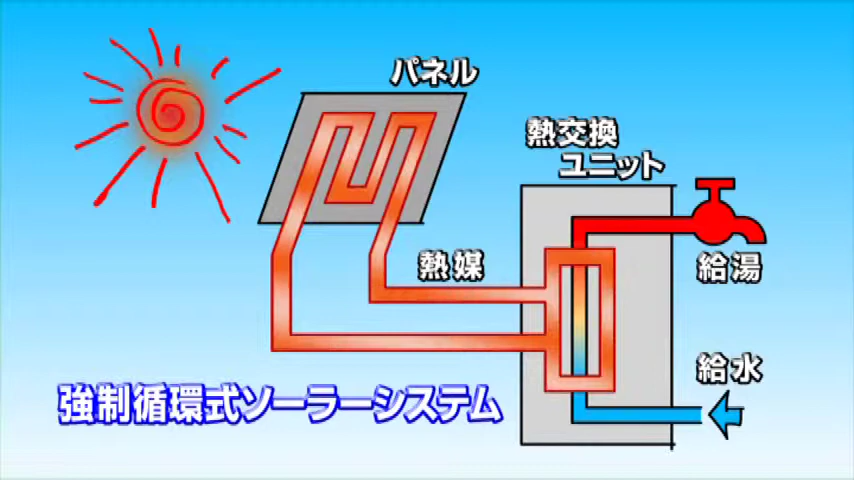 パネル
熱交換
ユニット
熱媒
給湯
給水
強制循環式ソーラーシステム